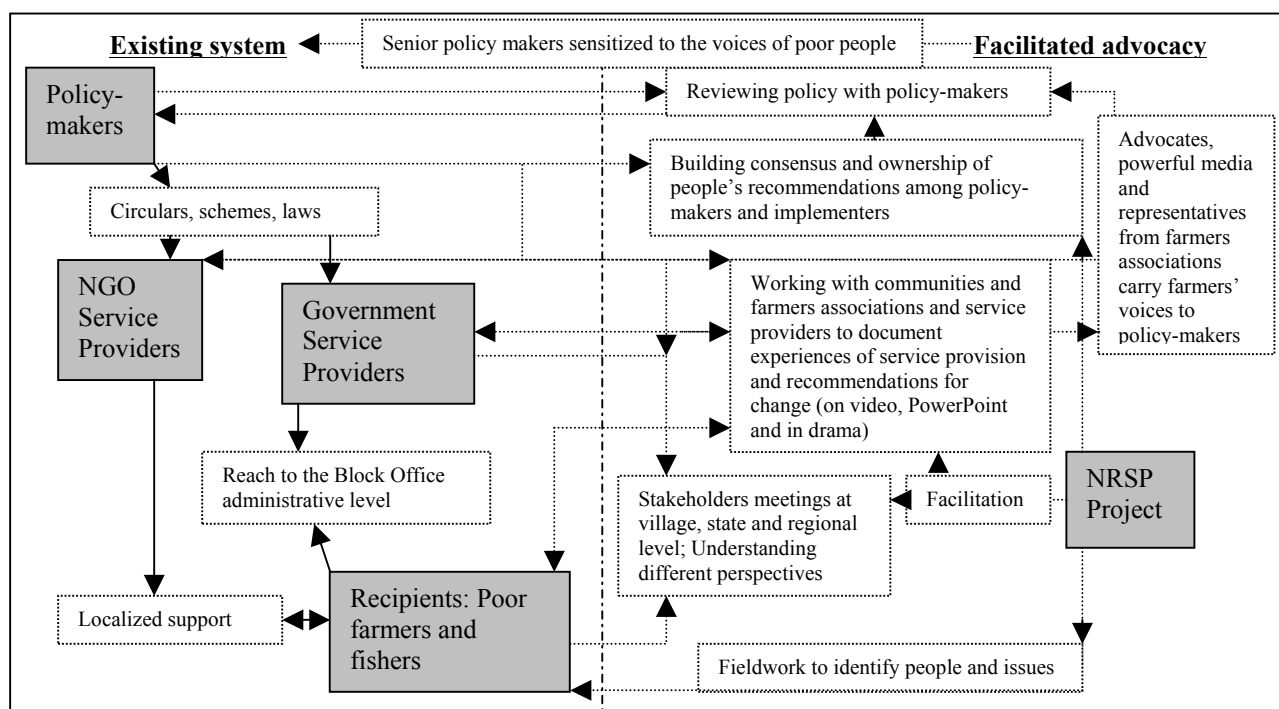 Existing system
Senior policy makers sensitized to the voices of poor people
Facilitated advocacy
Policy-
makers
Reviewing policy with policy-makers
Advocates,
powerful media
and
representatives
from farmers
associations
carry farmers’
voices to
policy-makers
Building consensus and ownership of
people’s recommendations among policy-
makers and implementers
Circulars, schemes, laws
NGO
Service
Providers
Government
Service
Providers
Working with communities and
farmers associations and service
providers to document
experiences of service provision
and recommendations for
change (on video, PowerPoint
and in drama)
Reach to the Block Office
administrative level
Stakeholders meetings at
village, state and regional
level; Understanding
different perspectives
Facilitation
NRSP
Project
Localized support
Recipients: Poor
farmers and
fishers
Fieldwork to identify people and issues